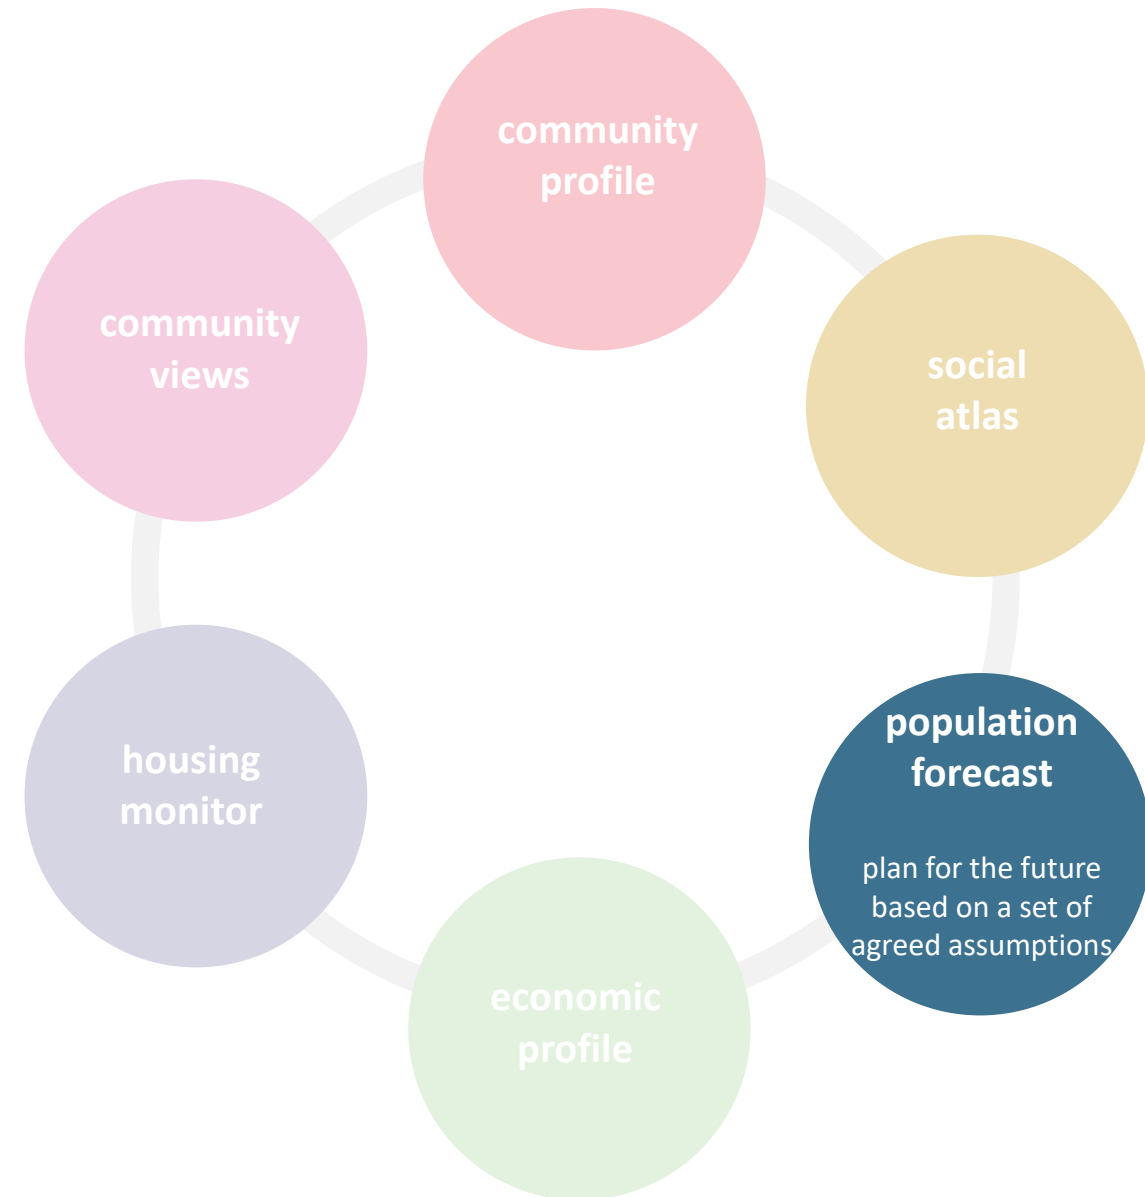 community
profile
community
views
social
atlas
population
forecast
plan for the future
based on a set of
agreed assumptions
housing
monitor
economic
profile